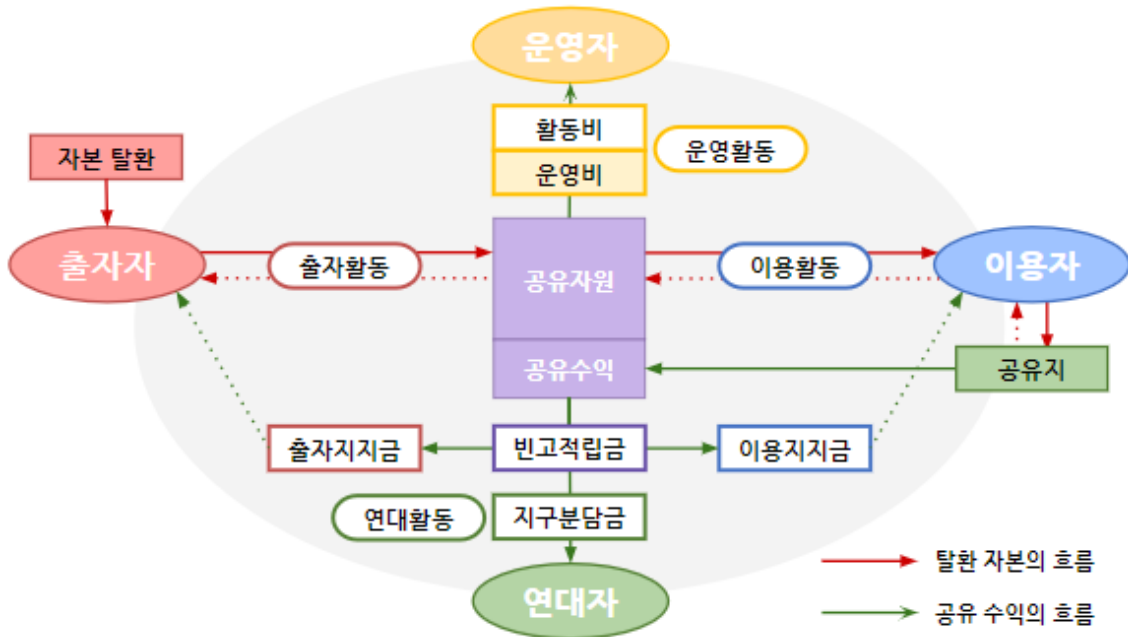 운영자
활동비
운영활동
운영비
자본 탈환
출자자
출자활동
공유자원
이용활동
이용자
공유수익
공유지
출자지지금
빈고적립금
이용지지금
연대활동
지구분담금
연대자
탈환 자본의 흐름
공유 수익의 흐름